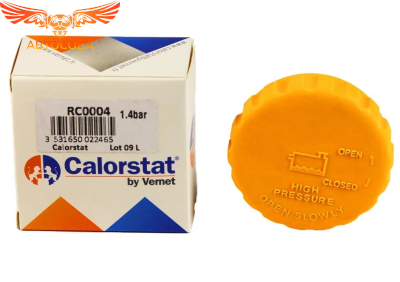 RC0004
1.4bar
3 531650 022465
Calorstat
Lot 09 L
Calorstat®
by Vernet
OPEN
CLOSED
HIGH
PRESSURE
OPEN SLOWLY